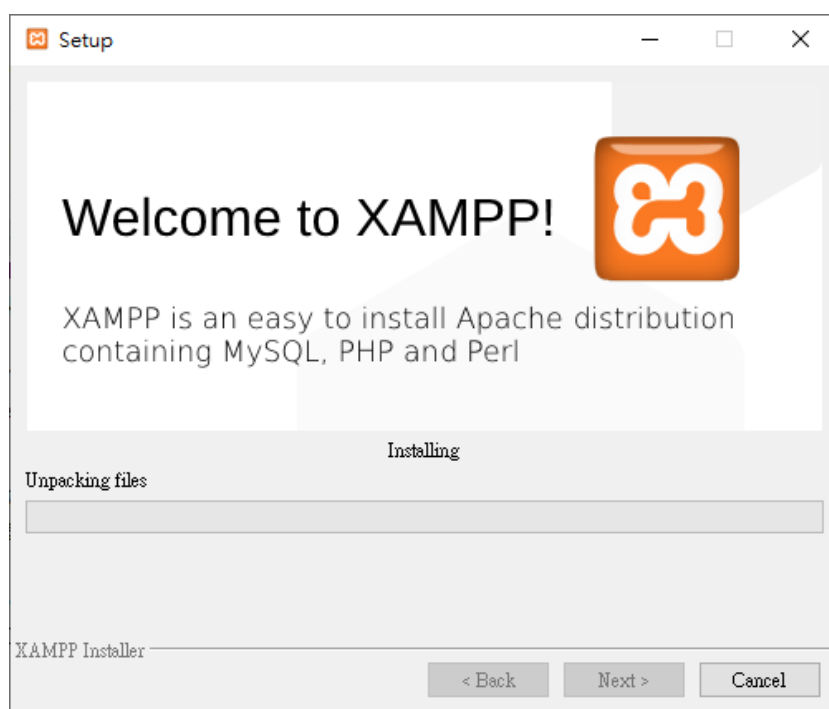 Setup
Welcome to XAMPP!
XAMPP is an easy to install Apache distribution
containing MySQL, PHP and Perl
Installing
Unpacking files
XAMPP Installer
< Back
Next >
Cancel